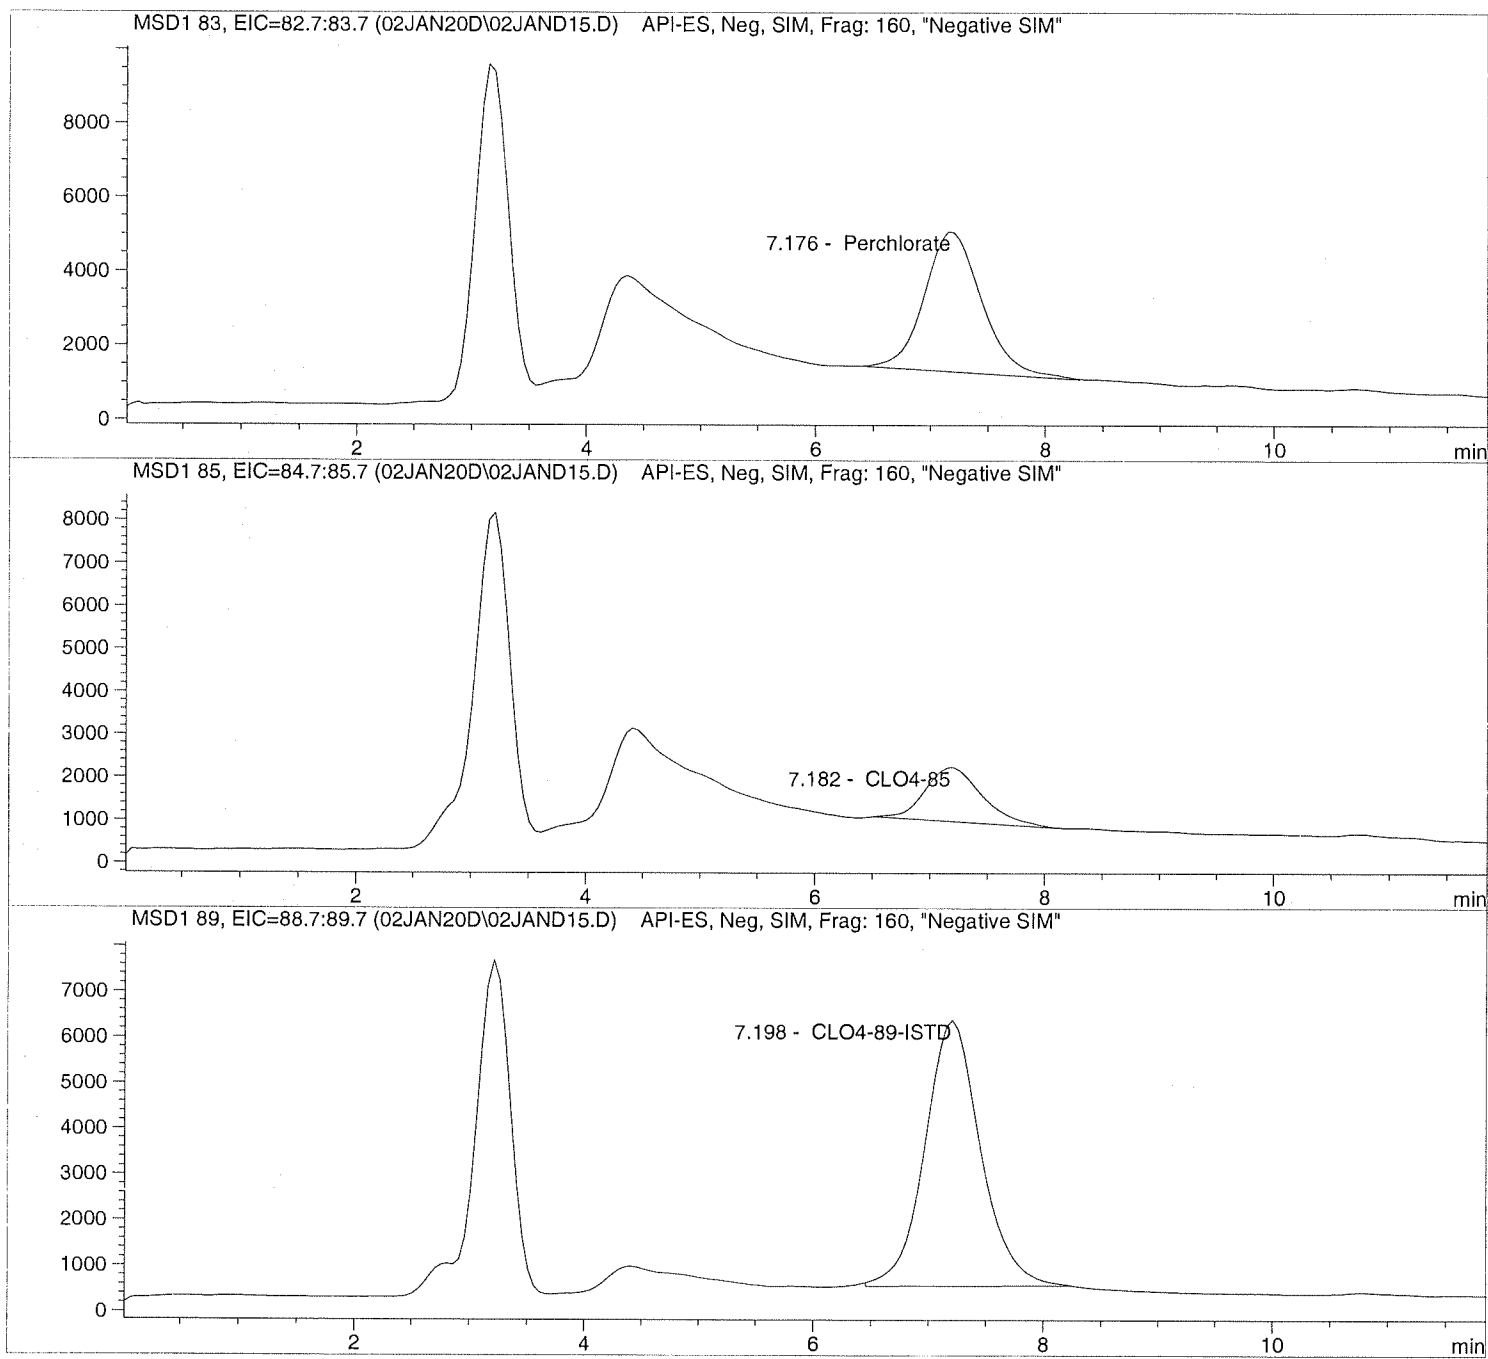 MSD1 83, EIC=82.7:83.7 (02JAN20D\02JAND15.D) API-ES, Neg, SIM, Frag: 160, "Negative SIM"
8000
6000
4000
2000
0
7.176 - Perchlorate
2 4 6 8 10 min
MSD1 85, EIC=84.7:85.7 (02JAN20D\02JAND15.D) API-ES, Neg, SIM, Frag: 160, "Negative SIM"
8000
7000
6000
5000
4000
3000
2000
1000
0
7.182 - CLO4-85
2 4 6 8 10 min
MSD1 89, EIC=88.7:89.7 (02JAN20D\02JAND15.D) API-ES, Neg, SIM, Frag: 160, "Negative SIM"
7000
6000
5000
4000
3000
2000
1000
0
7.198 - CLO4-89-ISTD
2 4 6 8 10 min